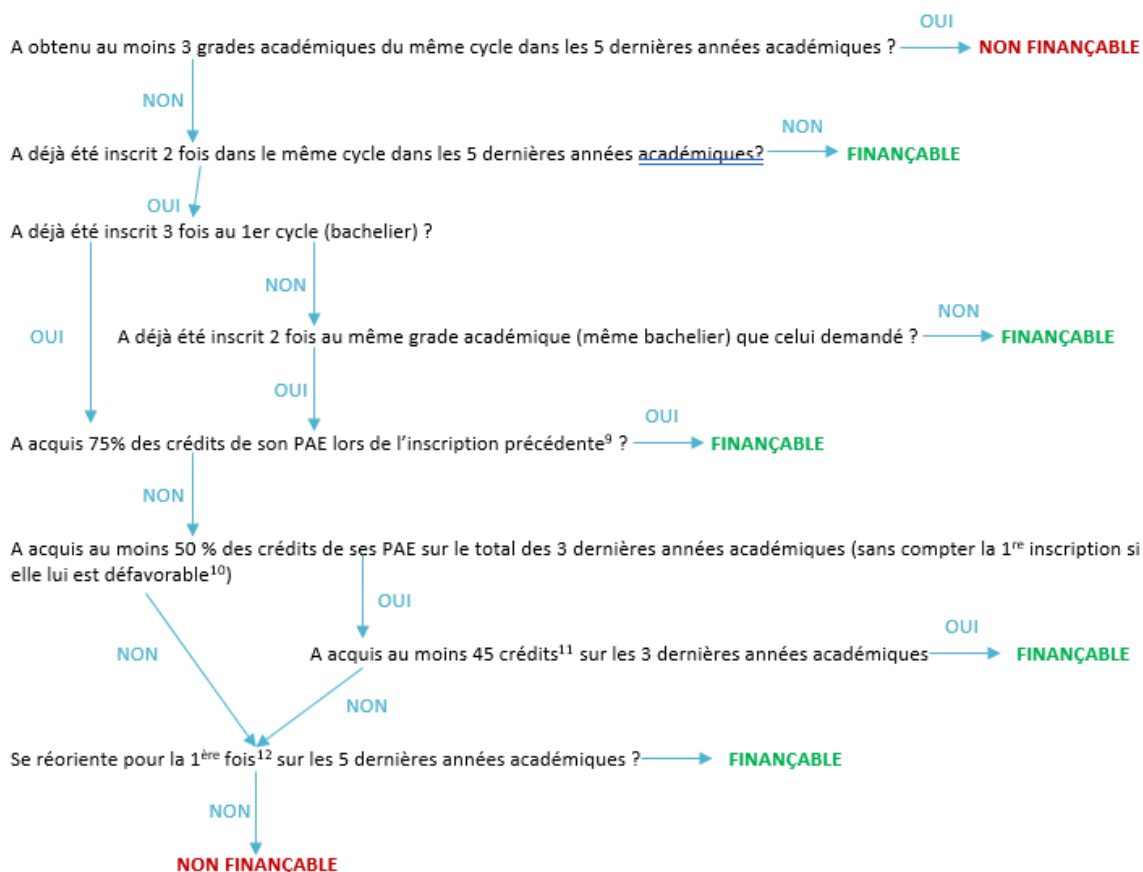 OUI
A obtenu au moins 3 grades académiques du même cycle dans les 5 dernières années académiques ? NON FINANÇABLE
NON
NON
A déjà été inscrit 2 fois dans le même cycle dans les 5 dernières années académiques? FINANÇABLE
OUI
A déjà été inscrit 3 fois au 1er cycle (bachelier) ?
NON
NON
OUI A déjà été inscrit 2 fois au même grade académique (même bachelier) que celui demandé ? FINANÇABLE
OUI
OUI
A acquis 75% des crédits de son PAE lors de l'inscription précédente⁹ ? FINANÇABLE
NON
A acquis au moins 50 % des crédits de ses PAE sur le total des 3 dernières années académiques (sans compter la 1ʳᵉ inscription si
elle lui est défavorable¹⁰)
OUI
OUI
NON A acquis au moins 45 crédits¹¹ sur les 3 dernières années académiques FINANÇABLE
NON
Se réoriente pour la 1ᵉʳᵉ fois¹² sur les 5 dernières années académiques ? FINANÇABLE
NON
NON FINANÇABLE